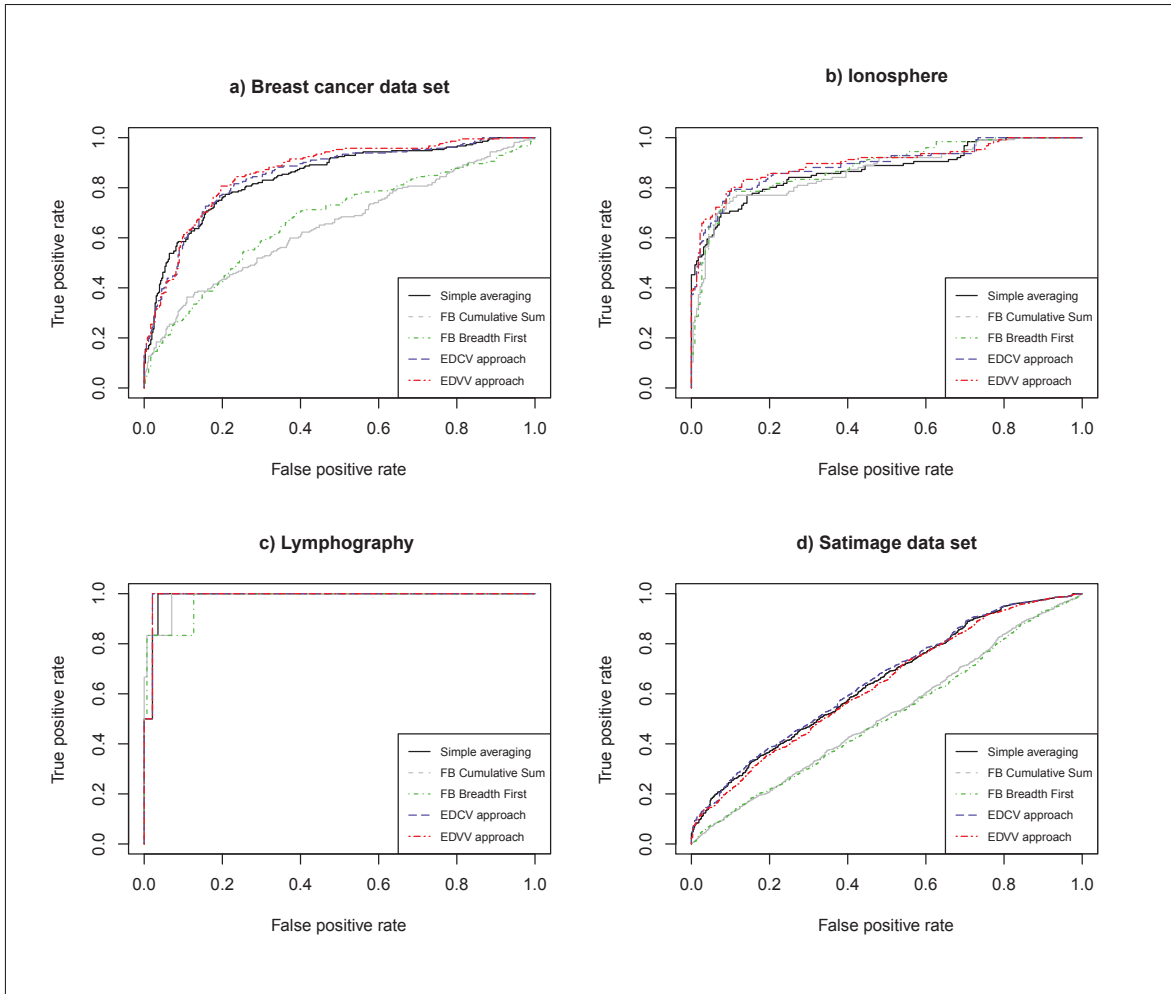 a) Breast cancer data set
True positive rate
0.0 0.2 0.4 0.6 0.8 1.0
Simple averaging
FB Cumulative Sum
FB Breadth First
EDCV approach
EDVV approach
0.0 0.2 0.4 0.6 0.8 1.0
False positive rate
b) Ionosphere
True positive rate
0.0 0.2 0.4 0.6 0.8 1.0
Simple averaging
FB Cumulative Sum
FB Breadth First
EDCV approach
EDVV approach
0.0 0.2 0.4 0.6 0.8 1.0
False positive rate
c) Lymphography
True positive rate
0.0 0.2 0.4 0.6 0.8 1.0
Simple averaging
FB Cumulative Sum
FB Breadth First
EDCV approach
EDVV approach
0.0 0.2 0.4 0.6 0.8 1.0
False positive rate
d) Satimage data set
True positive rate
0.0 0.2 0.4 0.6 0.8 1.0
Simple averaging
FB Cumulative Sum
FB Breadth First
EDCV approach
EDVV approach
0.0 0.2 0.4 0.6 0.8 1.0
False positive rate